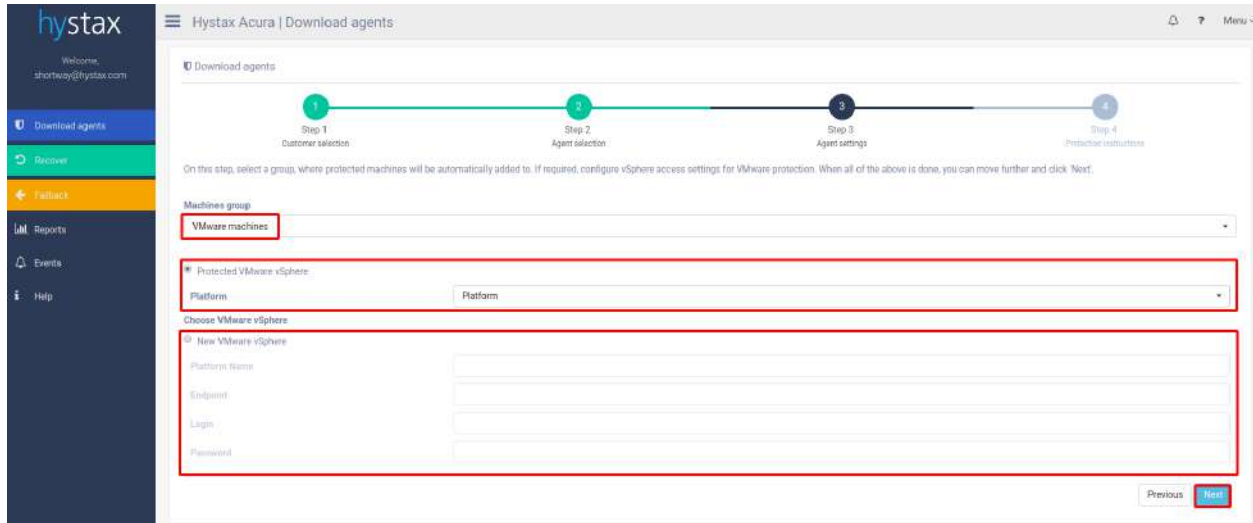 hystax
Hystax Acura | Download agents
? Menu
Welcome,
shortway@hystax.com
Download agents
Recover
Failback
Reports
Events
Help
Download agents
1
2
3
4
Step 1
Step 2
Step 3
Step 4
Customer selection
Agent selection
Agent settings
Protection instructions
On this step, select a group, where protected machines will be automatically added to. If required, configure vSphere access settings for VMware protection. When all of the above is done, you can move further and click 'Next'.
Machines group
VMware machines
Protected VMware vSphere
Platform
Platform
Choose VMware vSphere
New VMware vSphere
Platform Name
Endpoint
Login
Password
Previous
Next